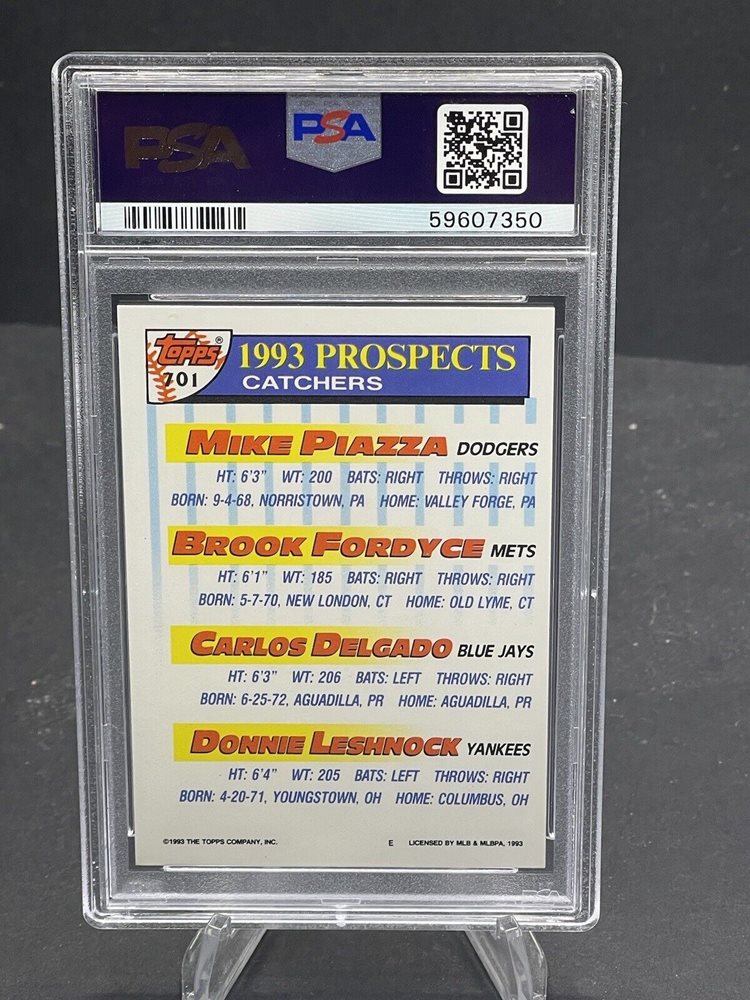 PSA
PSA
59607350
TOPPS®
701
1993 PROSPECTS
CATCHERS
MIKE PIAZZA DODGERS
HT: 6'3" WT: 200 BATS: RIGHT THROWS: RIGHT
BORN: 9-4-68, NORRISTOWN, PA HOME: VALLEY FORGE, PA
BROOK FORDYCE METS
HT: 6'1" WT: 185 BATS: RIGHT THROWS: RIGHT
BORN: 5-7-70, NEW LONDON, CT HOME: OLD LYME, CT
CARLOS DELGADO BLUE JAYS
HT: 6'3" WT: 206 BATS: LEFT THROWS: RIGHT
BORN: 6-25-72, AGUADILLA, PR HOME: AGUADILLA, PR
DONNIE LESHNOCK YANKEES
HT: 6'4" WT: 205 BATS: LEFT THROWS: RIGHT
BORN: 4-20-71, YOUNGSTOWN, OH HOME: COLUMBUS, OH
©1993 THE TOPPS COMPANY, INC. E LICENSED BY MLB & MLBPA, 1993
PSA